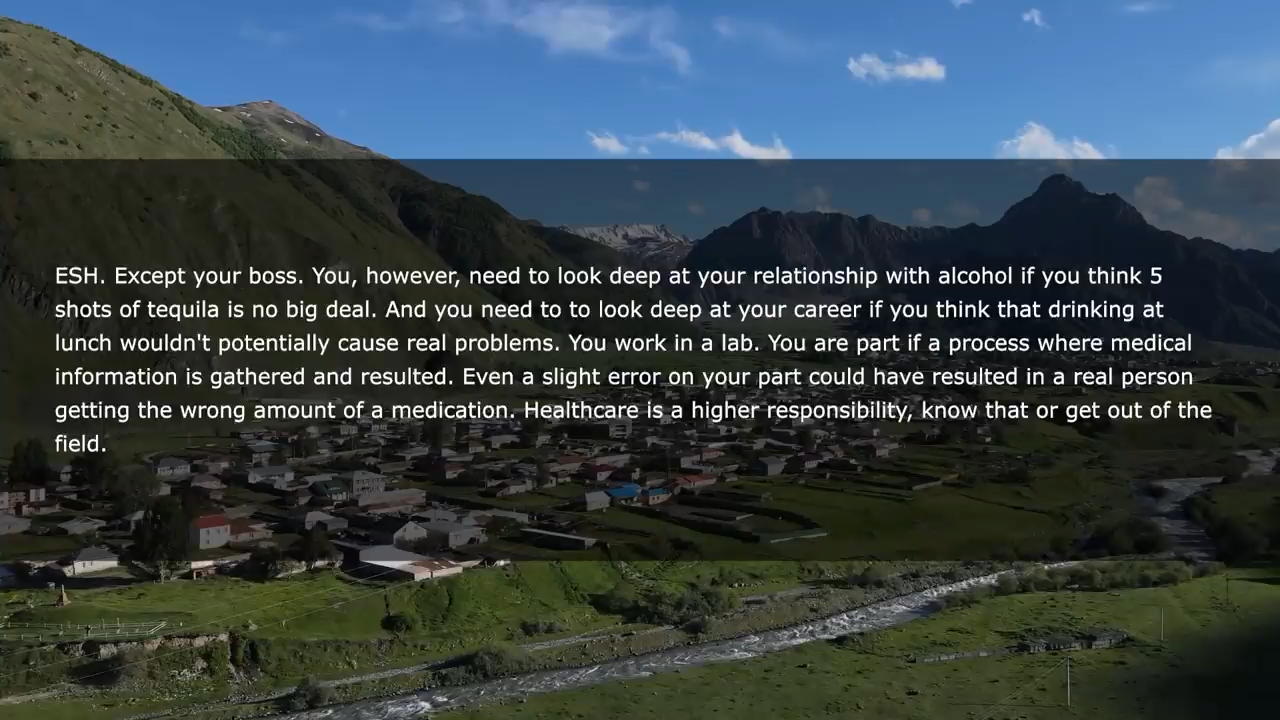 ESH. Except your boss. You, however, need to look deep at your relationship with alcohol if you think 5
shots of tequila is no big deal. And you need to to look deep at your career if you think that drinking at
lunch wouldn't potentially cause real problems. You work in a lab. You are part if a process where medical
information is gathered and resulted. Even a slight error on your part could have resulted in a real person
getting the wrong amount of a medication. Healthcare is a higher responsibility, know that or get out of the
field.